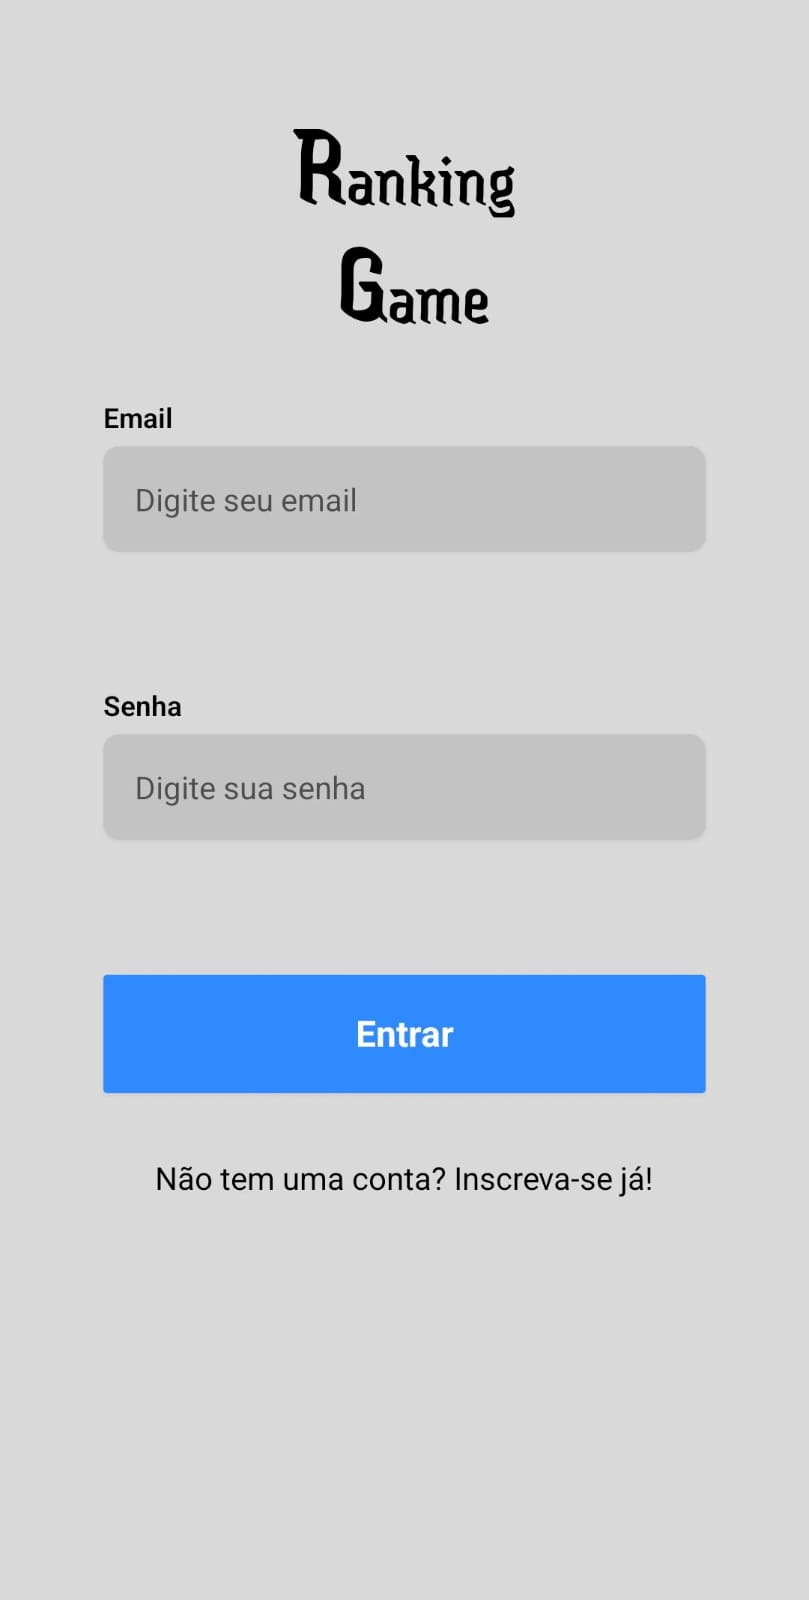 Ranking
Game
Email
Digite seu email
Senha
Digite sua senha
Entrar
Não tem uma conta? Inscreva-se já!